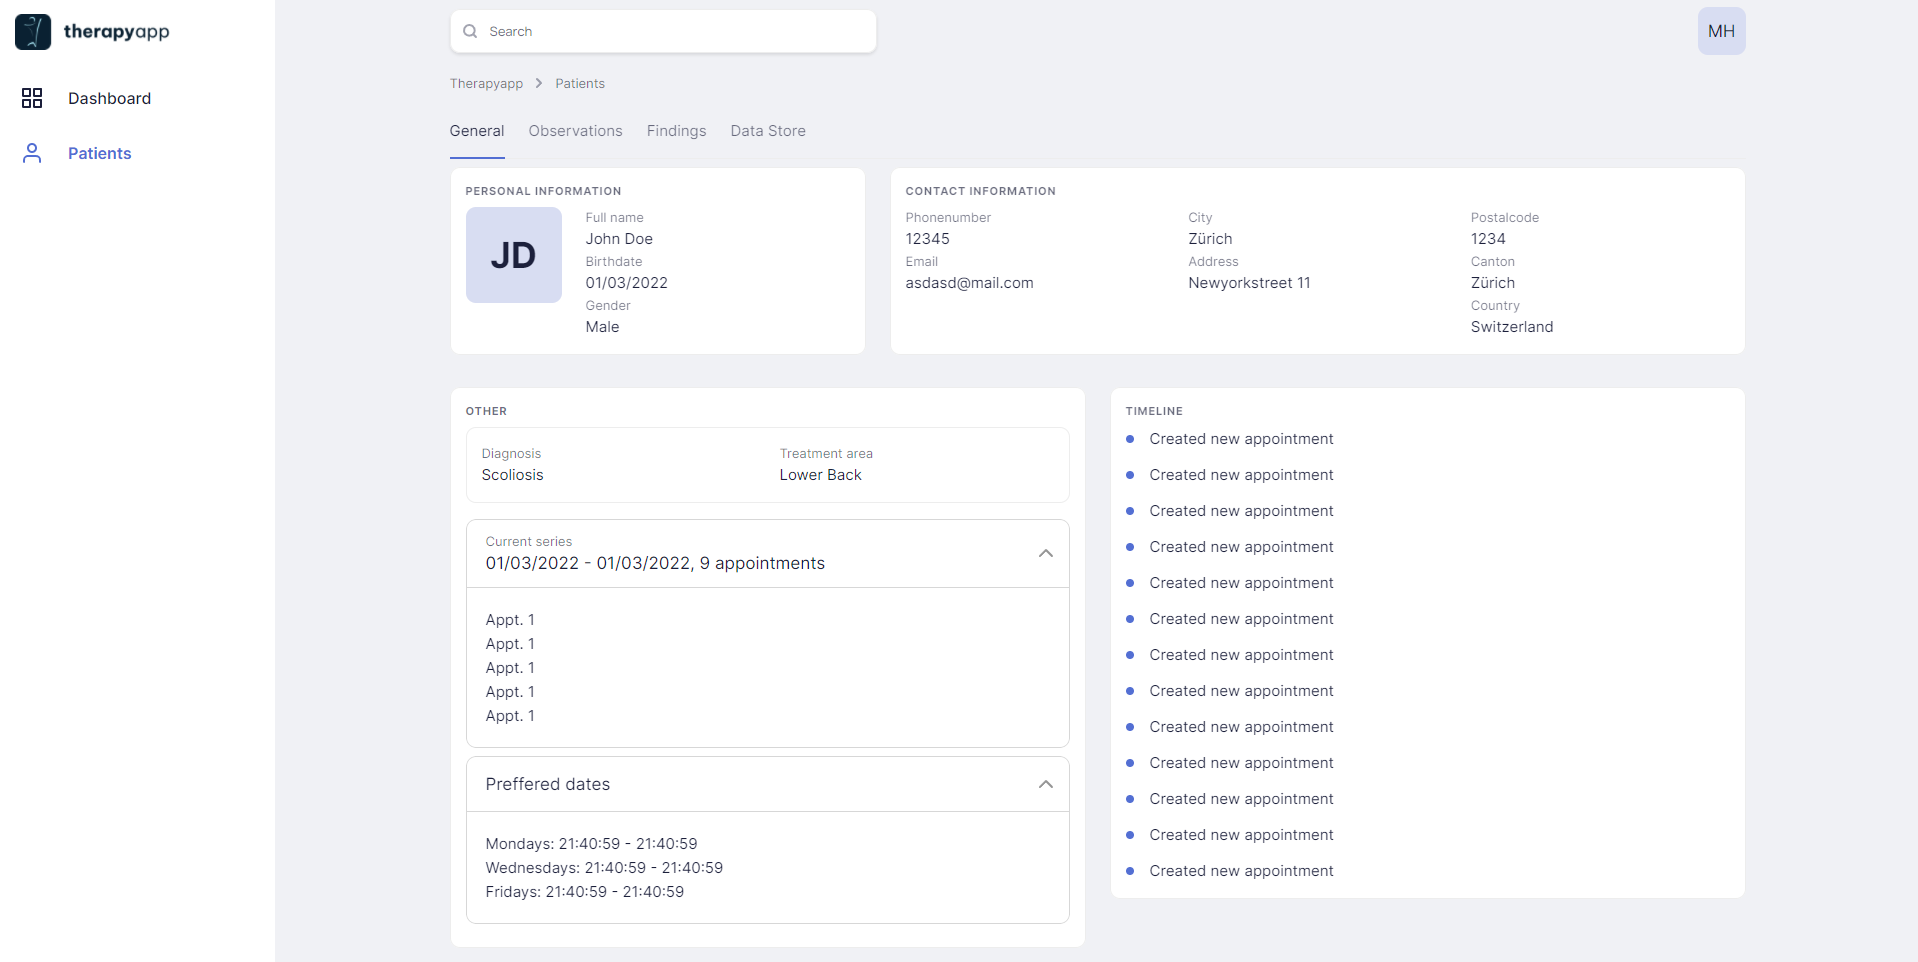 therapyapp
Search
MH
Dashboard
Patients
Therapyapp > Patients
General Observations Findings Data Store
PERSONAL INFORMATION
JD
Full name
John Doe
Birthdate
01/03/2022
Gender
Male
CONTACT INFORMATION
Phonenumber
12345
Email
asdasd@mail.com
City
Zürich
Address
Newyorkstreet 11
Postalcode
1234
Canton
Zürich
Country
Switzerland
OTHER
Diagnosis
Scoliosis
Treatment area
Lower Back
Current series
01/03/2022 - 01/03/2022, 9 appointments
Appt. 1
Appt. 1
Appt. 1
Appt. 1
Appt. 1
Preffered dates
Mondays: 21:40:59 - 21:40:59
Wednesdays: 21:40:59 - 21:40:59
Fridays: 21:40:59 - 21:40:59
TIMELINE
Created new appointment
Created new appointment
Created new appointment
Created new appointment
Created new appointment
Created new appointment
Created new appointment
Created new appointment
Created new appointment
Created new appointment
Created new appointment
Created new appointment
Created new appointment